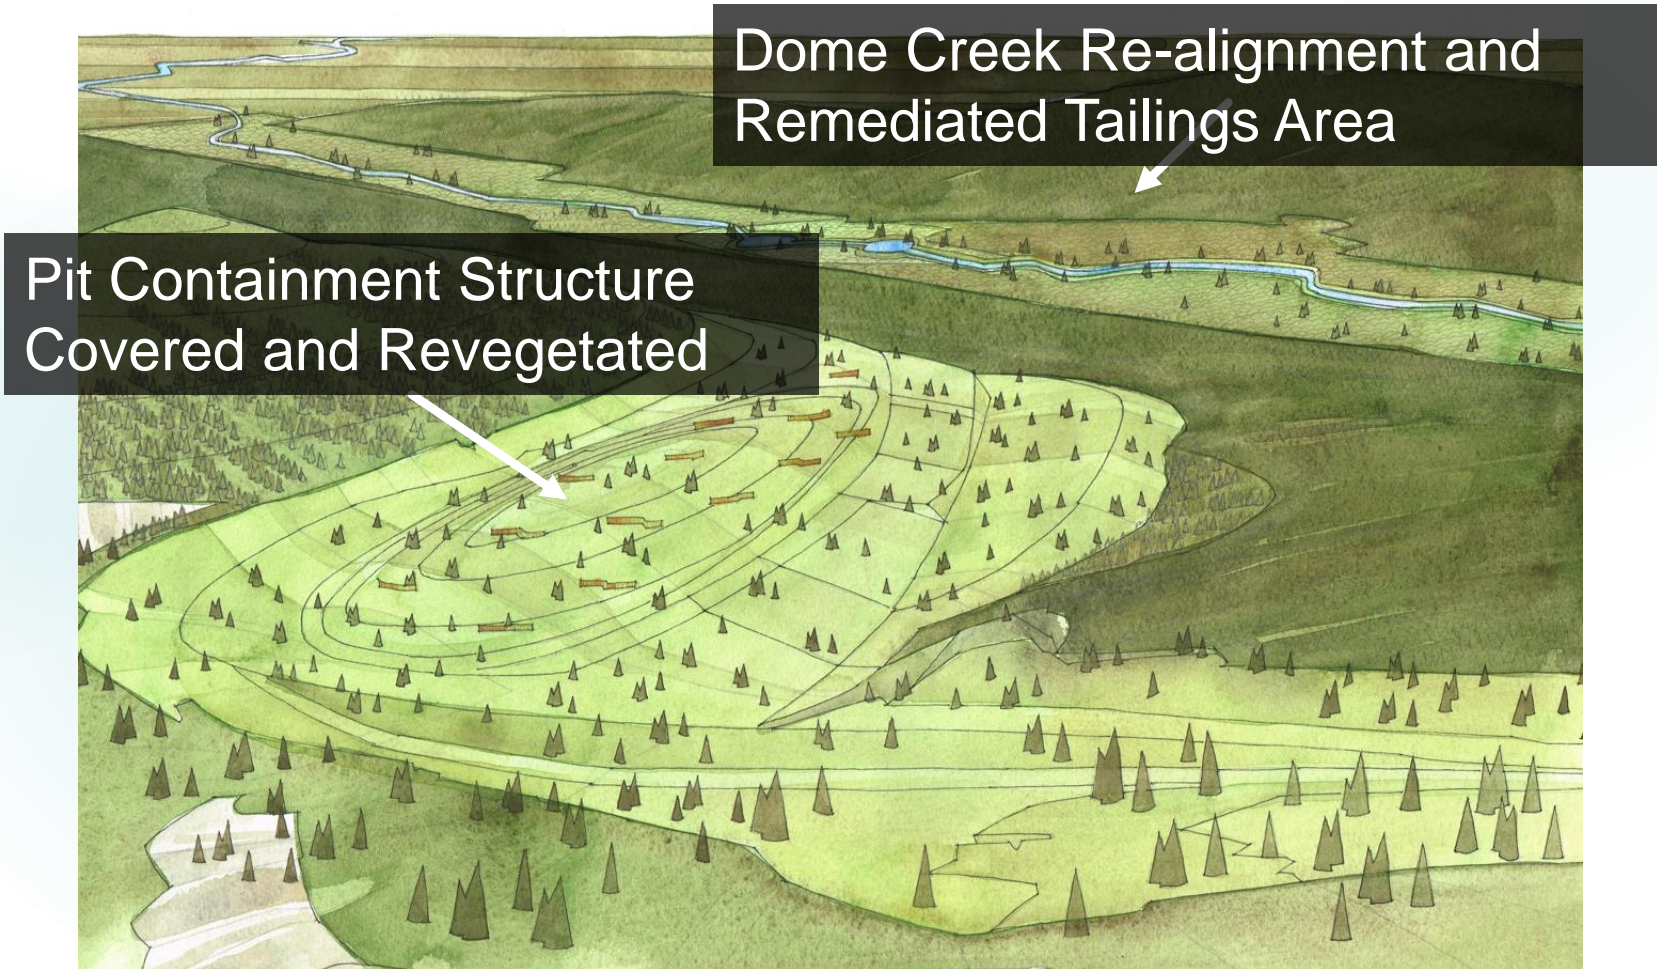 Dome Creek Re-alignment and
Remediated Tailings Area
Pit Containment Structure
Covered and Revegetated